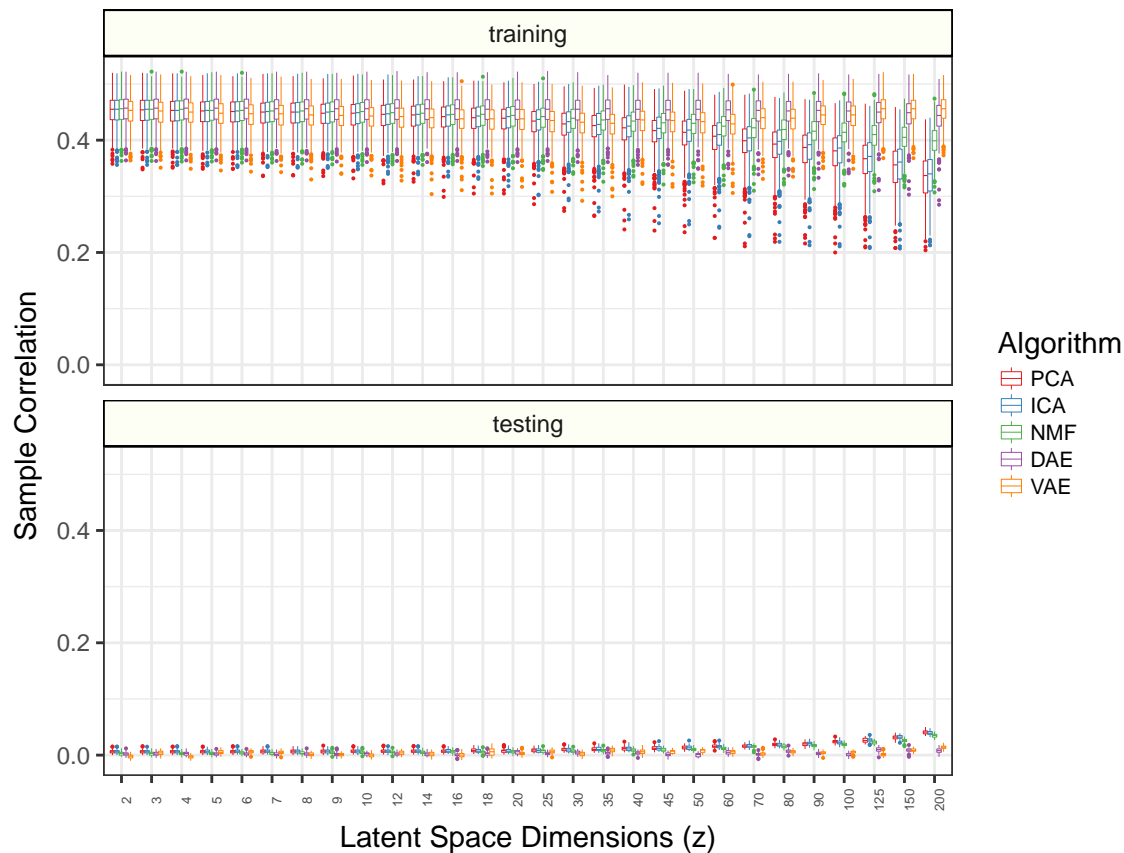 training
0.4
0.2
0.0
testing
0.4
0.2
0.0
Sample Correlation
2 3 4 5 6 7 8 9 10 12 14 16 18 20 25 30 35 40 45 50 60 70 80 90 100 125 150 200
Latent Space Dimensions (z)
Algorithm
PCA
ICA
NMF
DAE
VAE